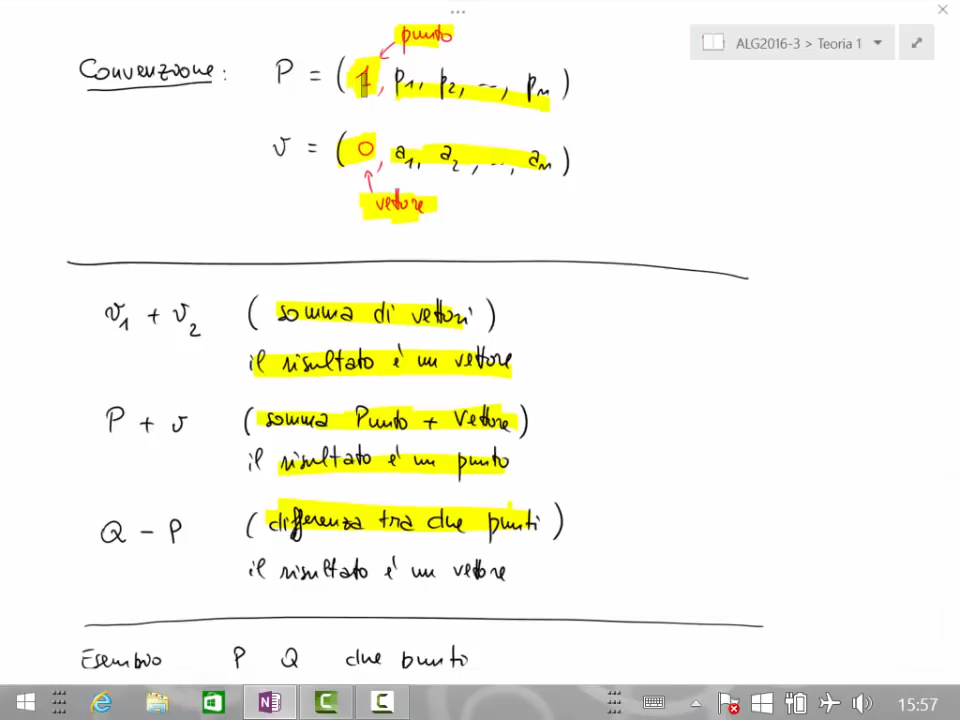 punto
ALG2016-3 > Teoria 1
Convenzione: P = (1, p1, p2, ..., pn)
v = (0, a1, a2, ..., an)
vettore
v1 + v2 (somma di vettori)
il risultato è un vettore
P + v (somma Punto + Vettore)
il risultato è un punto
Q - P (differenza tra due punti)
il risultato è un vettore
Esempio P Q due punto
15:57